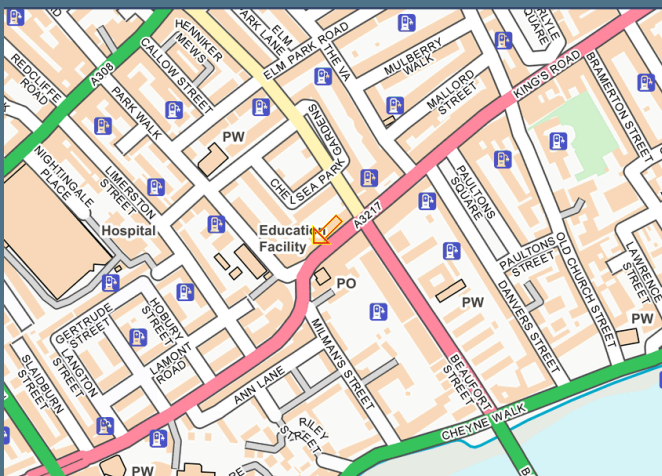 HENNIKER
MEWS
PARK LANE
ELM
ELM PARK ROAD
THE VA
CARLYLE
SQUARE
CALLOW STREET
MULBERRY
WALK
KING'S ROAD
BRAMERTON STREET
REDCLIFFE
ROAD
A308
MALLORD
STREET
PARK WALK
PW
GARDENS
CHELSEA PARK
NIGHTINGALE
PLACE
LIMERSTON
STREET
PAULTONS
SQUARE
A3217
Hospital
Education
Facility
PAULTONS
STREET
OLD CHURCH STREET
LAWRENCE
STREET
PO
PW
DANVERS STREET
HOBURY
STREET
GERTRUDE
STREET
PW
MILMAN'S STREET
LAMONT
ROAD
LANGTON
STREET
SLAIDBURN
STREET
ANN LANE
BEAUFORT
STREET
CHEYNE WALK
RILEY
STREET
PW